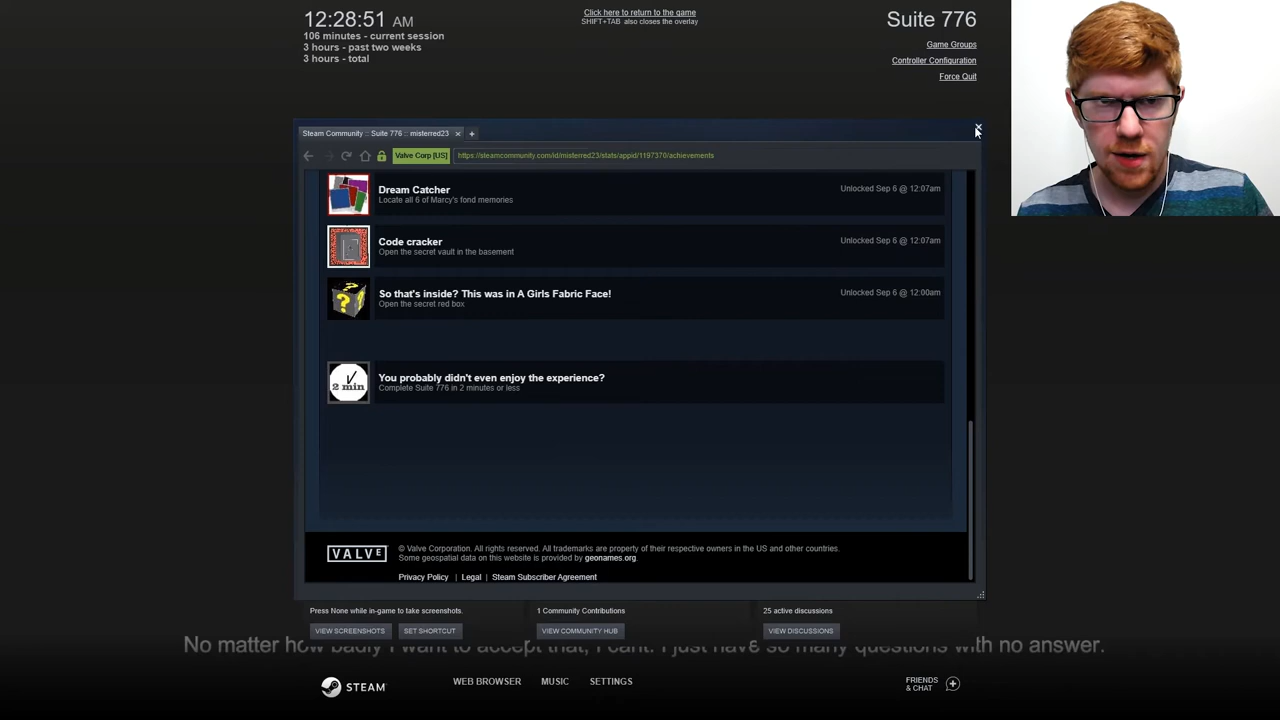 12:28:51 AM
106 minutes - current session
3 hours - past two weeks
3 hours - total
Click here to return to the game
SHIFT+TAB also closes the overlay
Suite 776
Game Groups
Controller Configuration
Force Quit
Steam Community :: Suite 776 :: misterred23
Valve Corp [US]
https://steamcommunity.com/id/misterred23/stats/appid/1197370/achievements
Dream Catcher
Locate all 6 of Marcy's fond memories
Unlocked Sep 6 @ 12:07am
Code cracker
Open the secret vault in the basement
Unlocked Sep 6 @ 12:07am
So that's inside? This was in A Girls Fabric Face!
Open the secret red box
Unlocked Sep 6 @ 12:00am
2 min
You probably didn't even enjoy the experience?
Complete Suite 776 in 2 minutes or less
VALVE
© Valve Corporation. All rights reserved. All trademarks are property of their respective owners in the US and other countries.
Some geospatial data on this website is provided by geonames.org.
Privacy Policy | Legal | Steam Subscriber Agreement
Press None while in-game to take screenshots.
VIEW SCREENSHOTS
SET SHORTCUT
1 Community Contributions
VIEW COMMUNITY HUB
25 active discussions
VIEW DISCUSSIONS
No matter how badly I want to accept that, I can't. I just have so many questions with no answer.
STEAM
WEB BROWSER
MUSIC
SETTINGS
FRIENDS
& CHAT